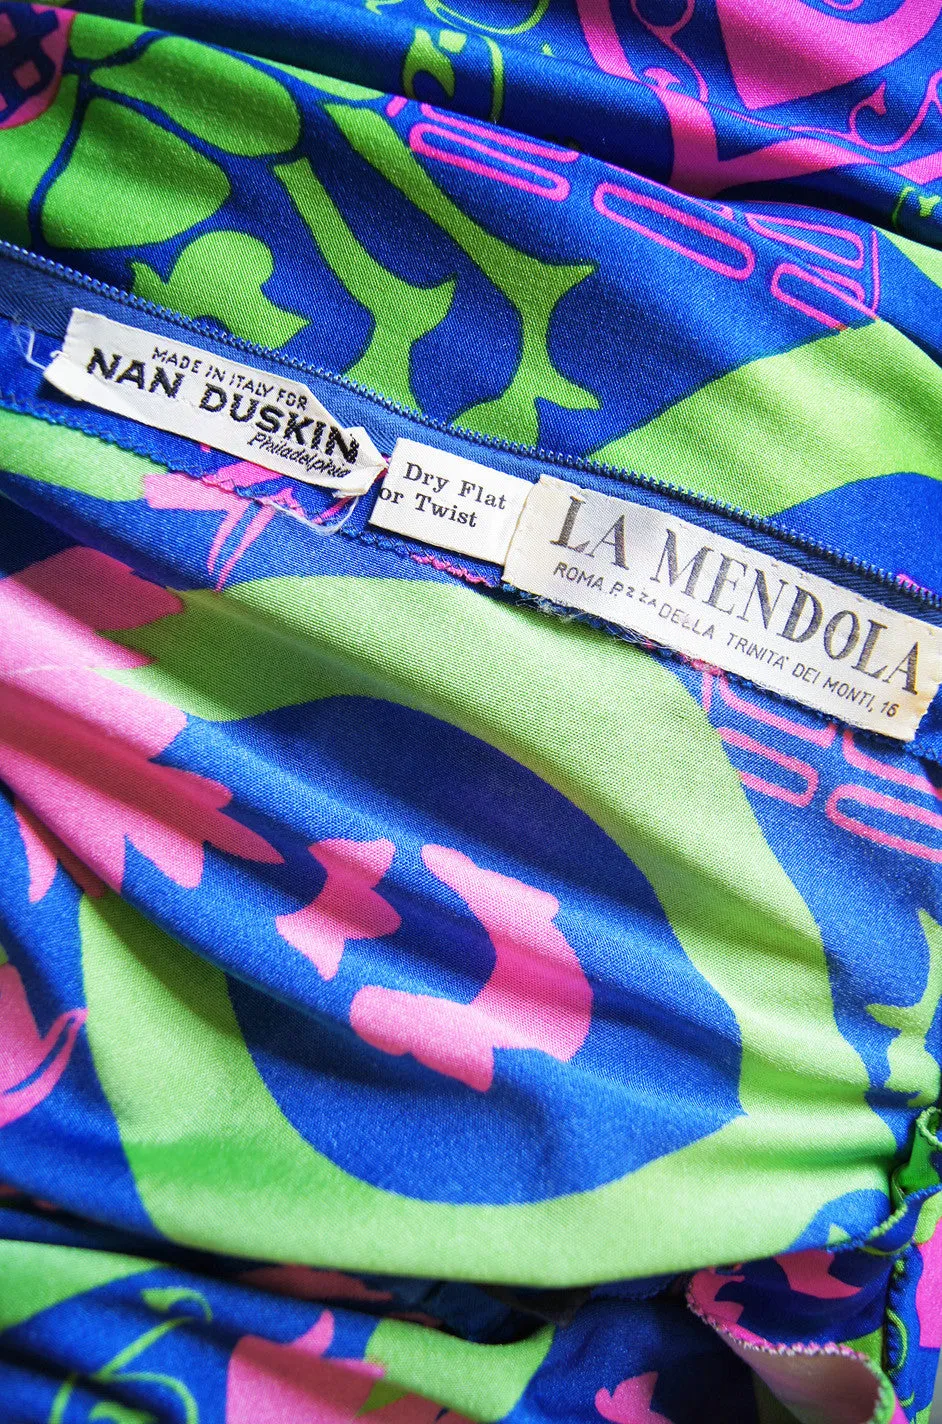 MADE IN ITALY FOR
NAN DUSKIN
Philadelphia
Dry Flat
or Twist
LA MENDOLA
ROMA P.ZZA DELLA TRINITA' DEI MONTI, 16